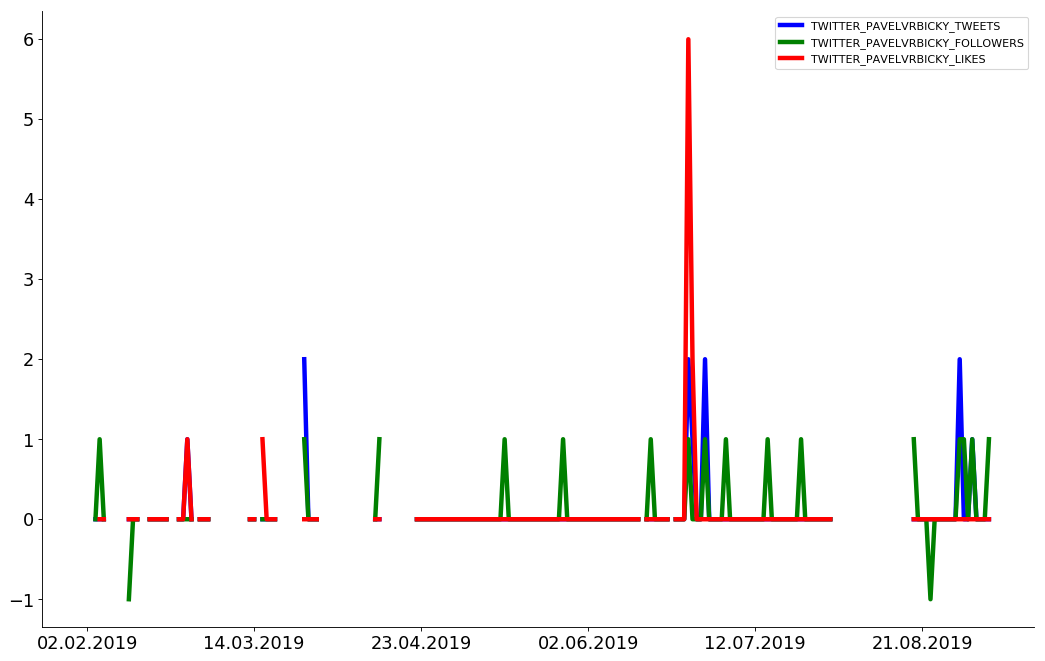 TWITTER_PAVELVRBICKY_TWEETS
TWITTER_PAVELVRBICKY_FOLLOWERS
TWITTER_PAVELVRBICKY_LIKES
6
5
4
3
2
1
0
−1
02.02.2019 14.03.2019 23.04.2019 02.06.2019 12.07.2019 21.08.2019